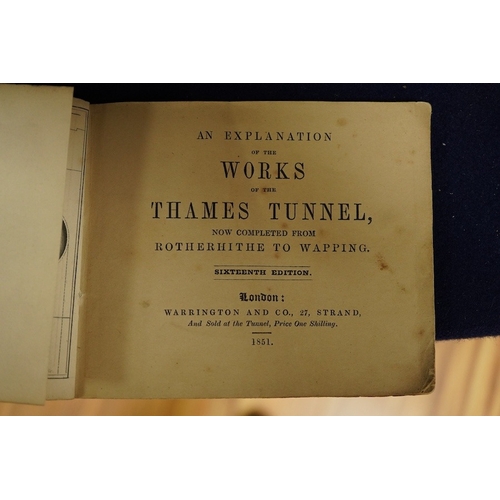 AN EXPLANATION
OF THE
WORKS
OF THE
THAMES TUNNEL,
NOW COMPLETED FROM
ROTHERHITHE TO WAPPING.
SIXTEENTH EDITION.
London:
WARRINGTON AND CO., 27, STRAND,
And Sold at the Tunnel, Price One Shilling.
1851.